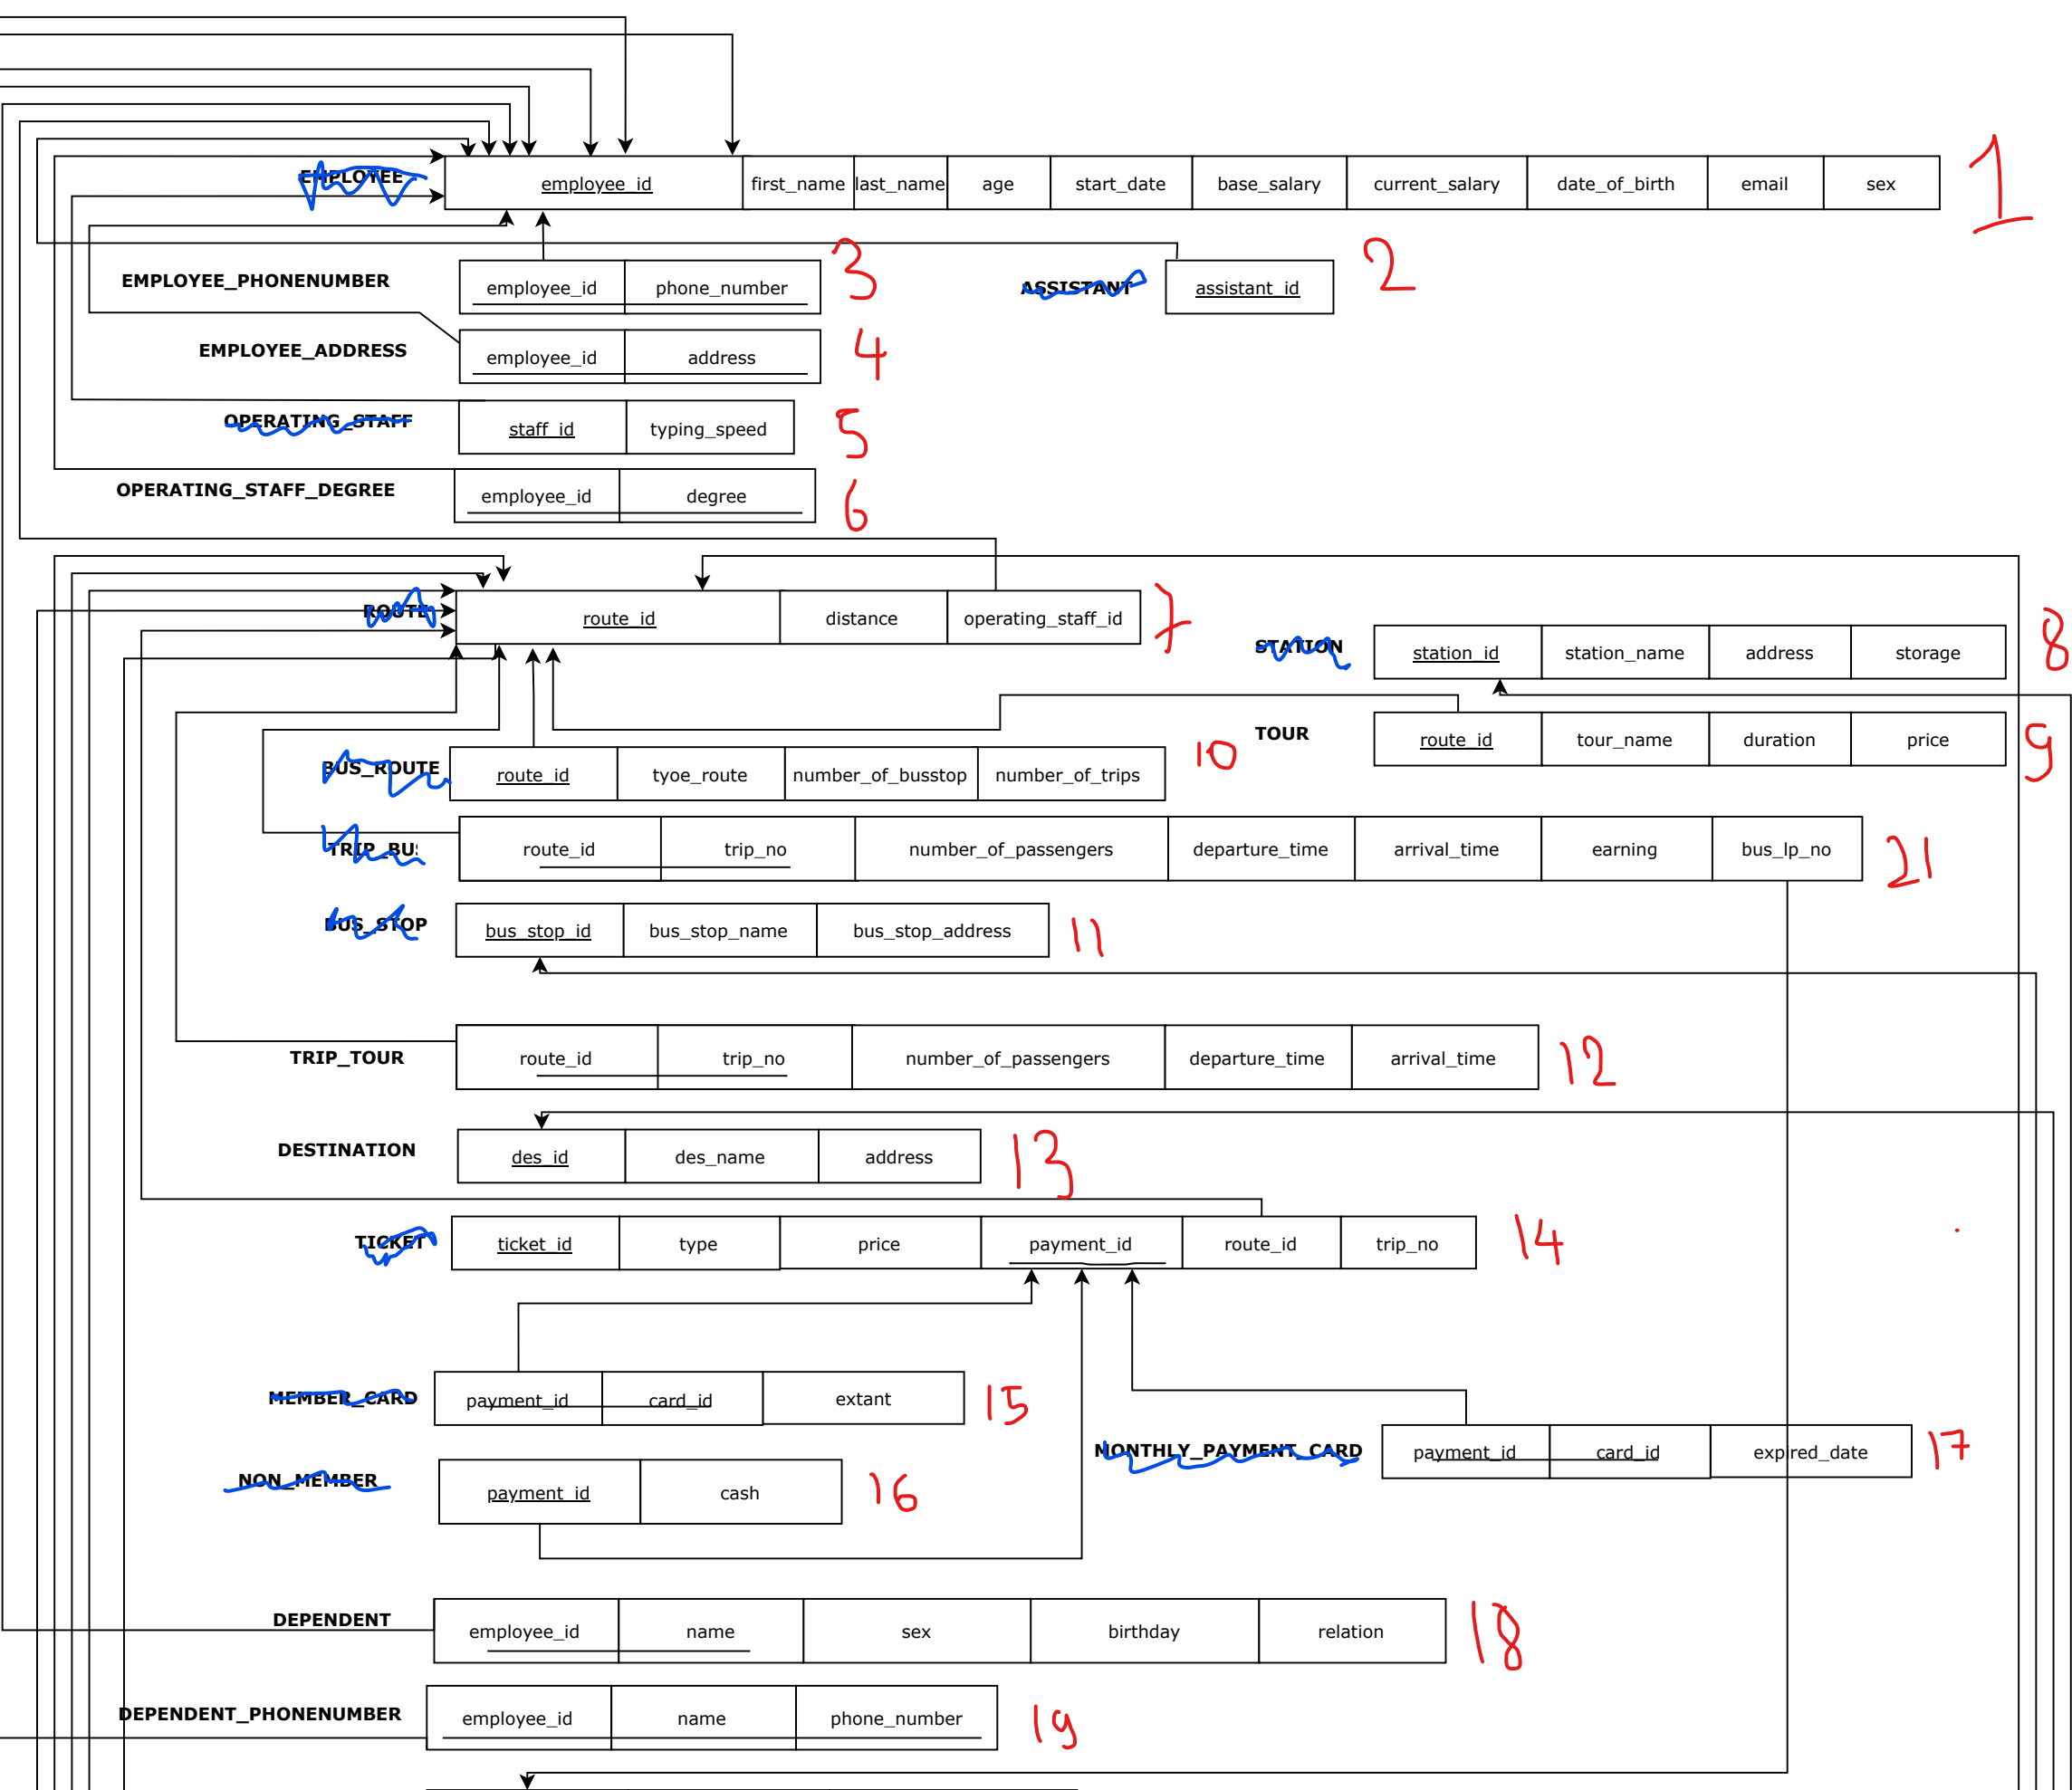 EMPLOYEE employee_id first_name last_name age start_date base_salary current_salary date_of_birth email sex 1
EMPLOYEE_PHONENUMBER employee_id phone_number 3 ASSISTANT assistant_id 2
EMPLOYEE_ADDRESS employee_id address 4
OPERATING_STAFF staff_id typing_speed 5
OPERATING_STAFF_DEGREE employee_id degree 6
ROUTE route_id distance operating_staff_id 7
STATION station_id station_name address storage 8
TOUR route_id tour_name duration price 9
BUS_ROUTE route_id tyoe_route number_of_busstop number_of_trips 10
TRIP_BUS route_id trip_no number_of_passengers departure_time arrival_time earning bus_lp_no 21
BUS_STOP bus_stop_id bus_stop_name bus_stop_address 11
TRIP_TOUR route_id trip_no number_of_passengers departure_time arrival_time 12
DESTINATION des_id des_name address 13
TICKET ticket_id type price payment_id route_id trip_no 14
MEMBER_CARD payment_id card_id extant 15
MONTHLY_PAYMENT_CARD payment_id card_id expired_date 17
NON_MEMBER payment_id cash 16
DEPENDENT employee_id name sex birthday relation 18
DEPENDENT_PHONENUMBER employee_id name phone_number 19